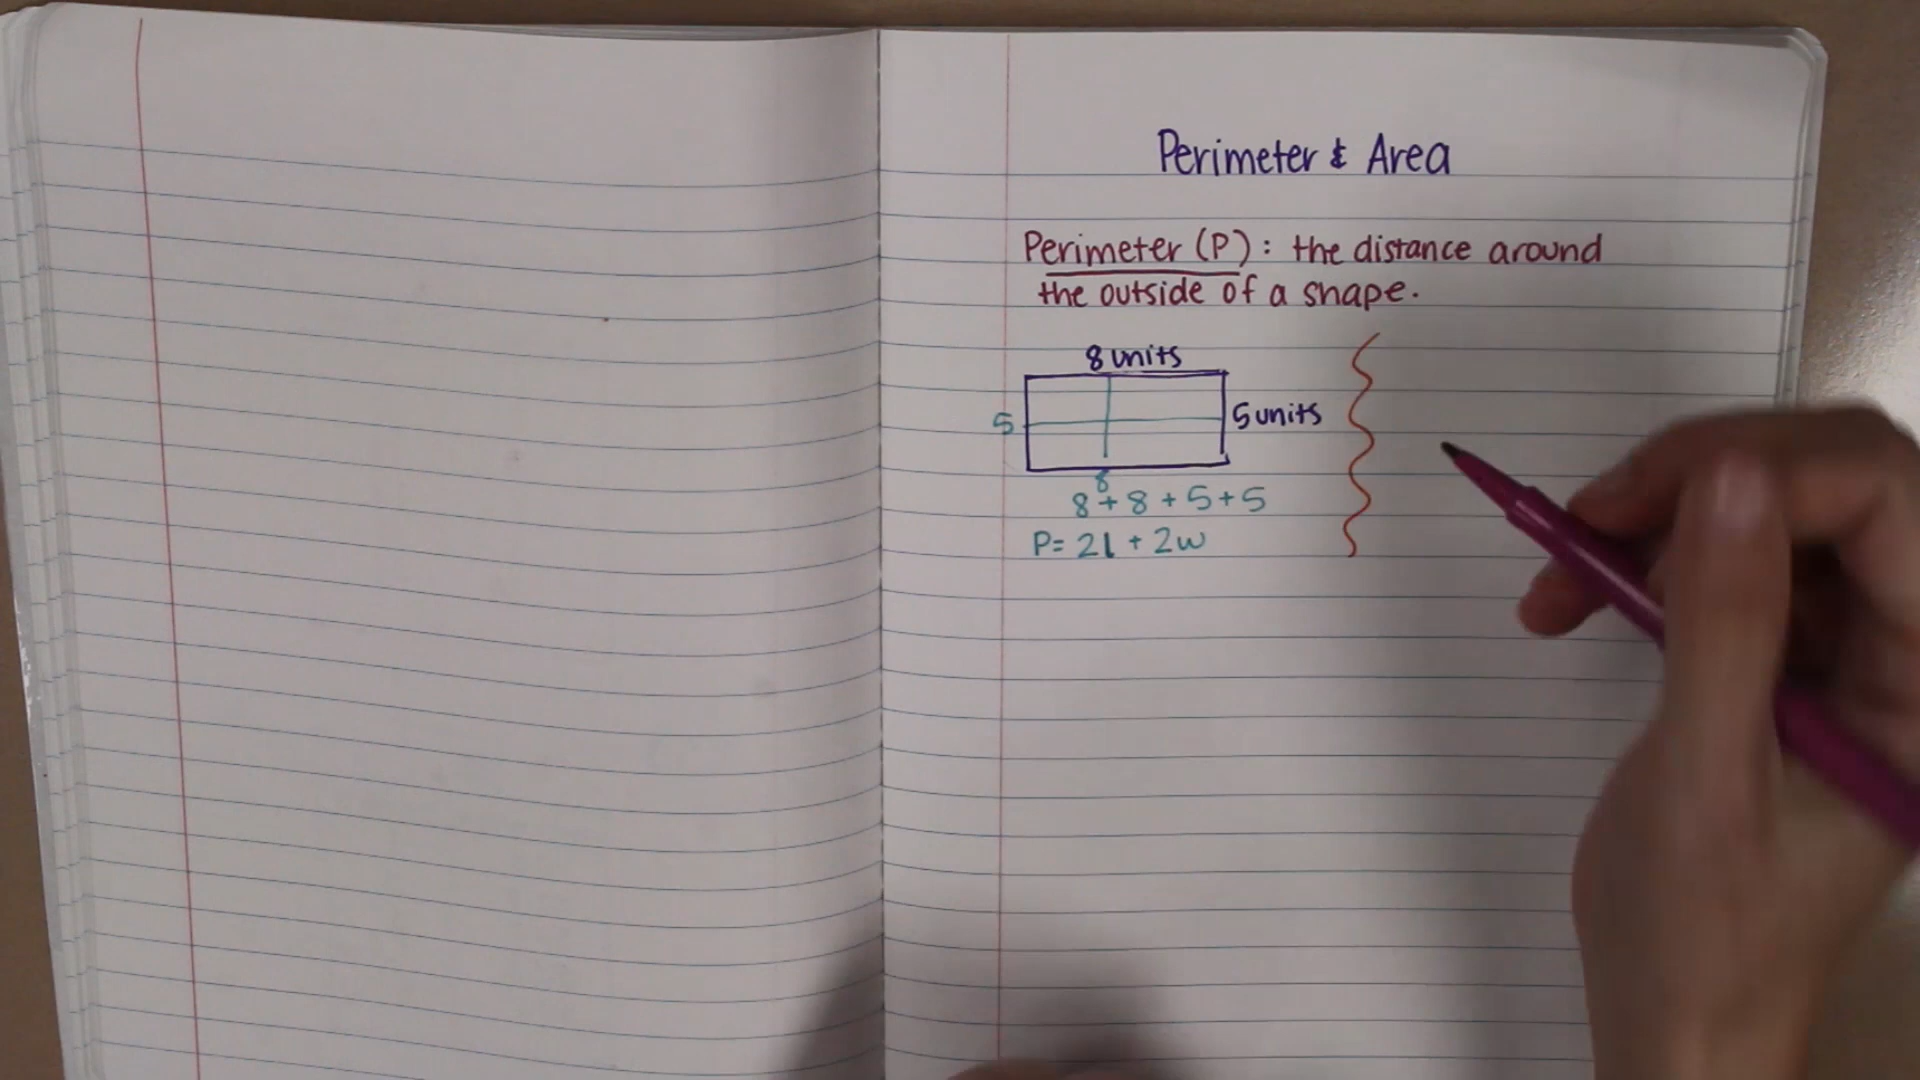 Perimeter & Area
Perimeter (P): the distance around
the outside of a shape.
8 units
5
5 units
8
8 + 8 + 5 + 5
P = 2l + 2w